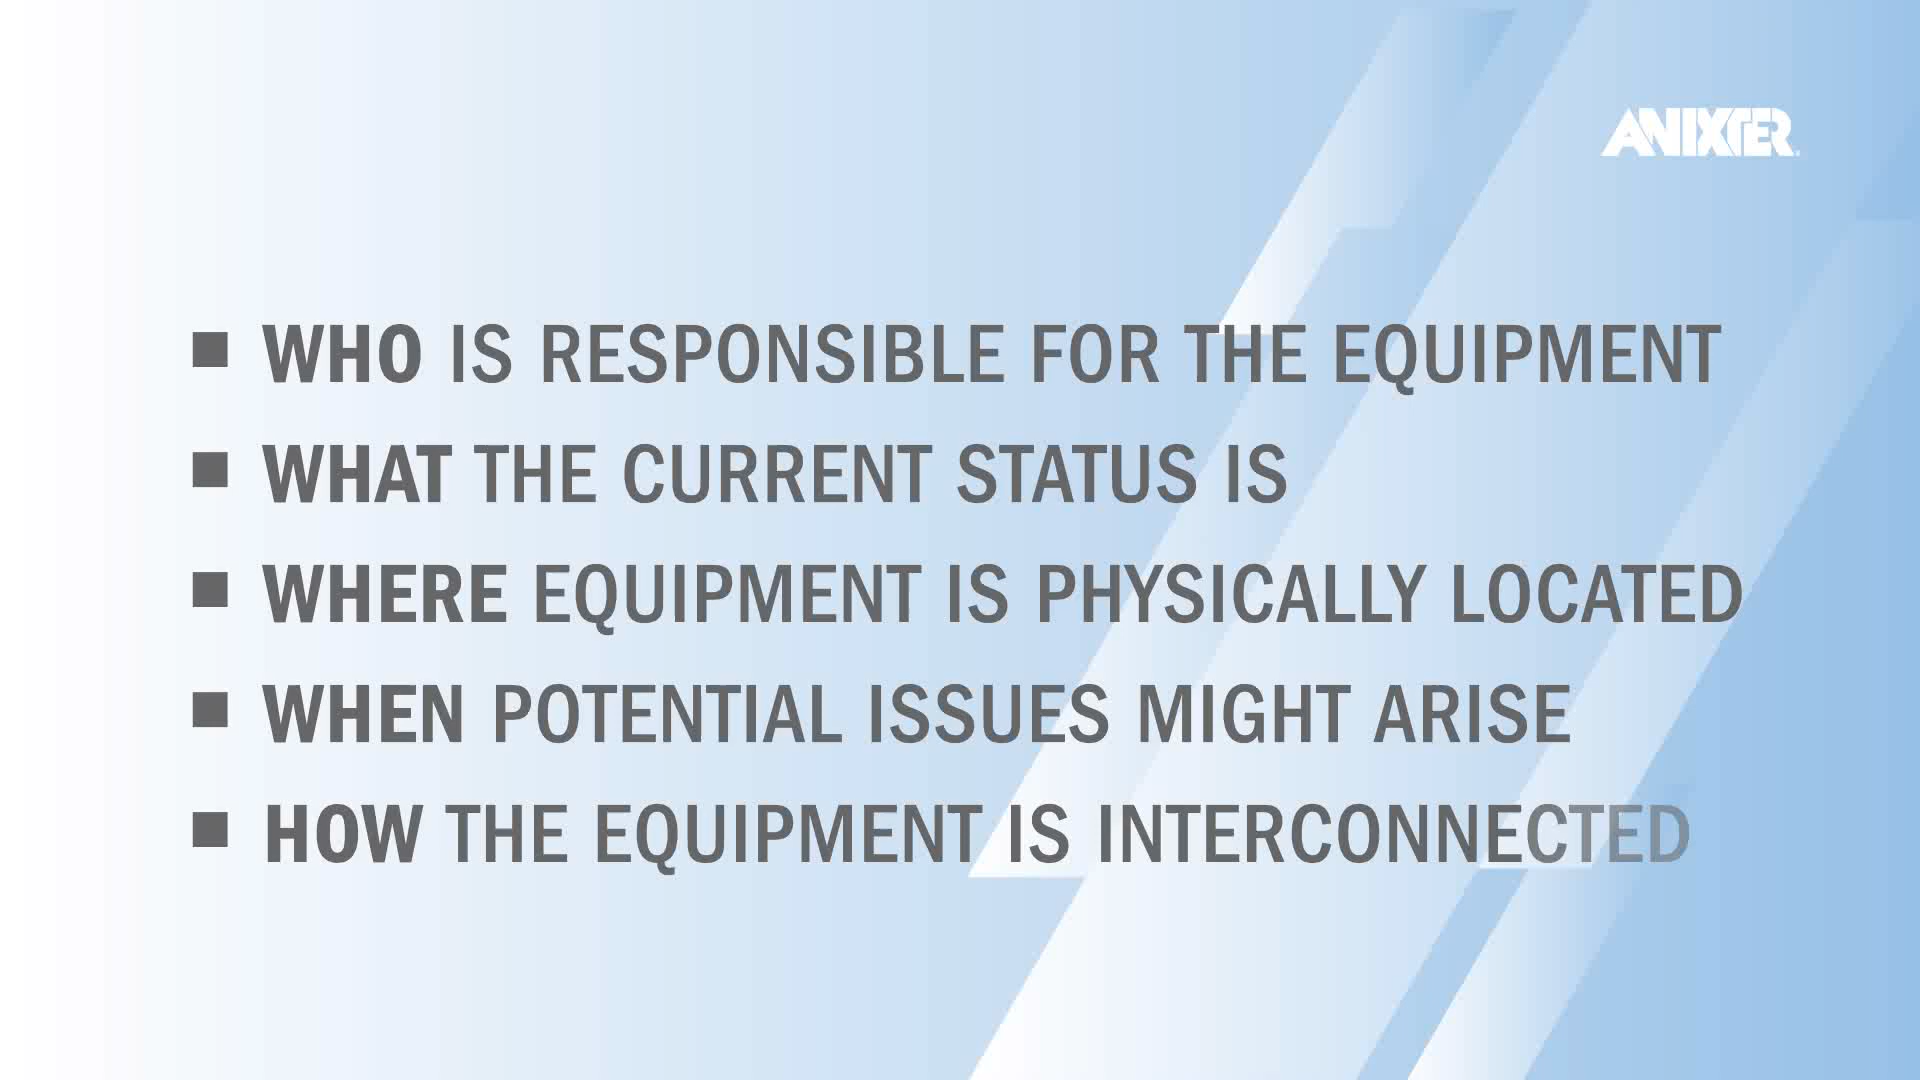 ANIXTER
■ WHO IS RESPONSIBLE FOR THE EQUIPMENT
■ WHAT THE CURRENT STATUS IS
■ WHERE EQUIPMENT IS PHYSICALLY LOCATED
■ WHEN POTENTIAL ISSUES MIGHT ARISE
■ HOW THE EQUIPMENT IS INTERCONNECTED